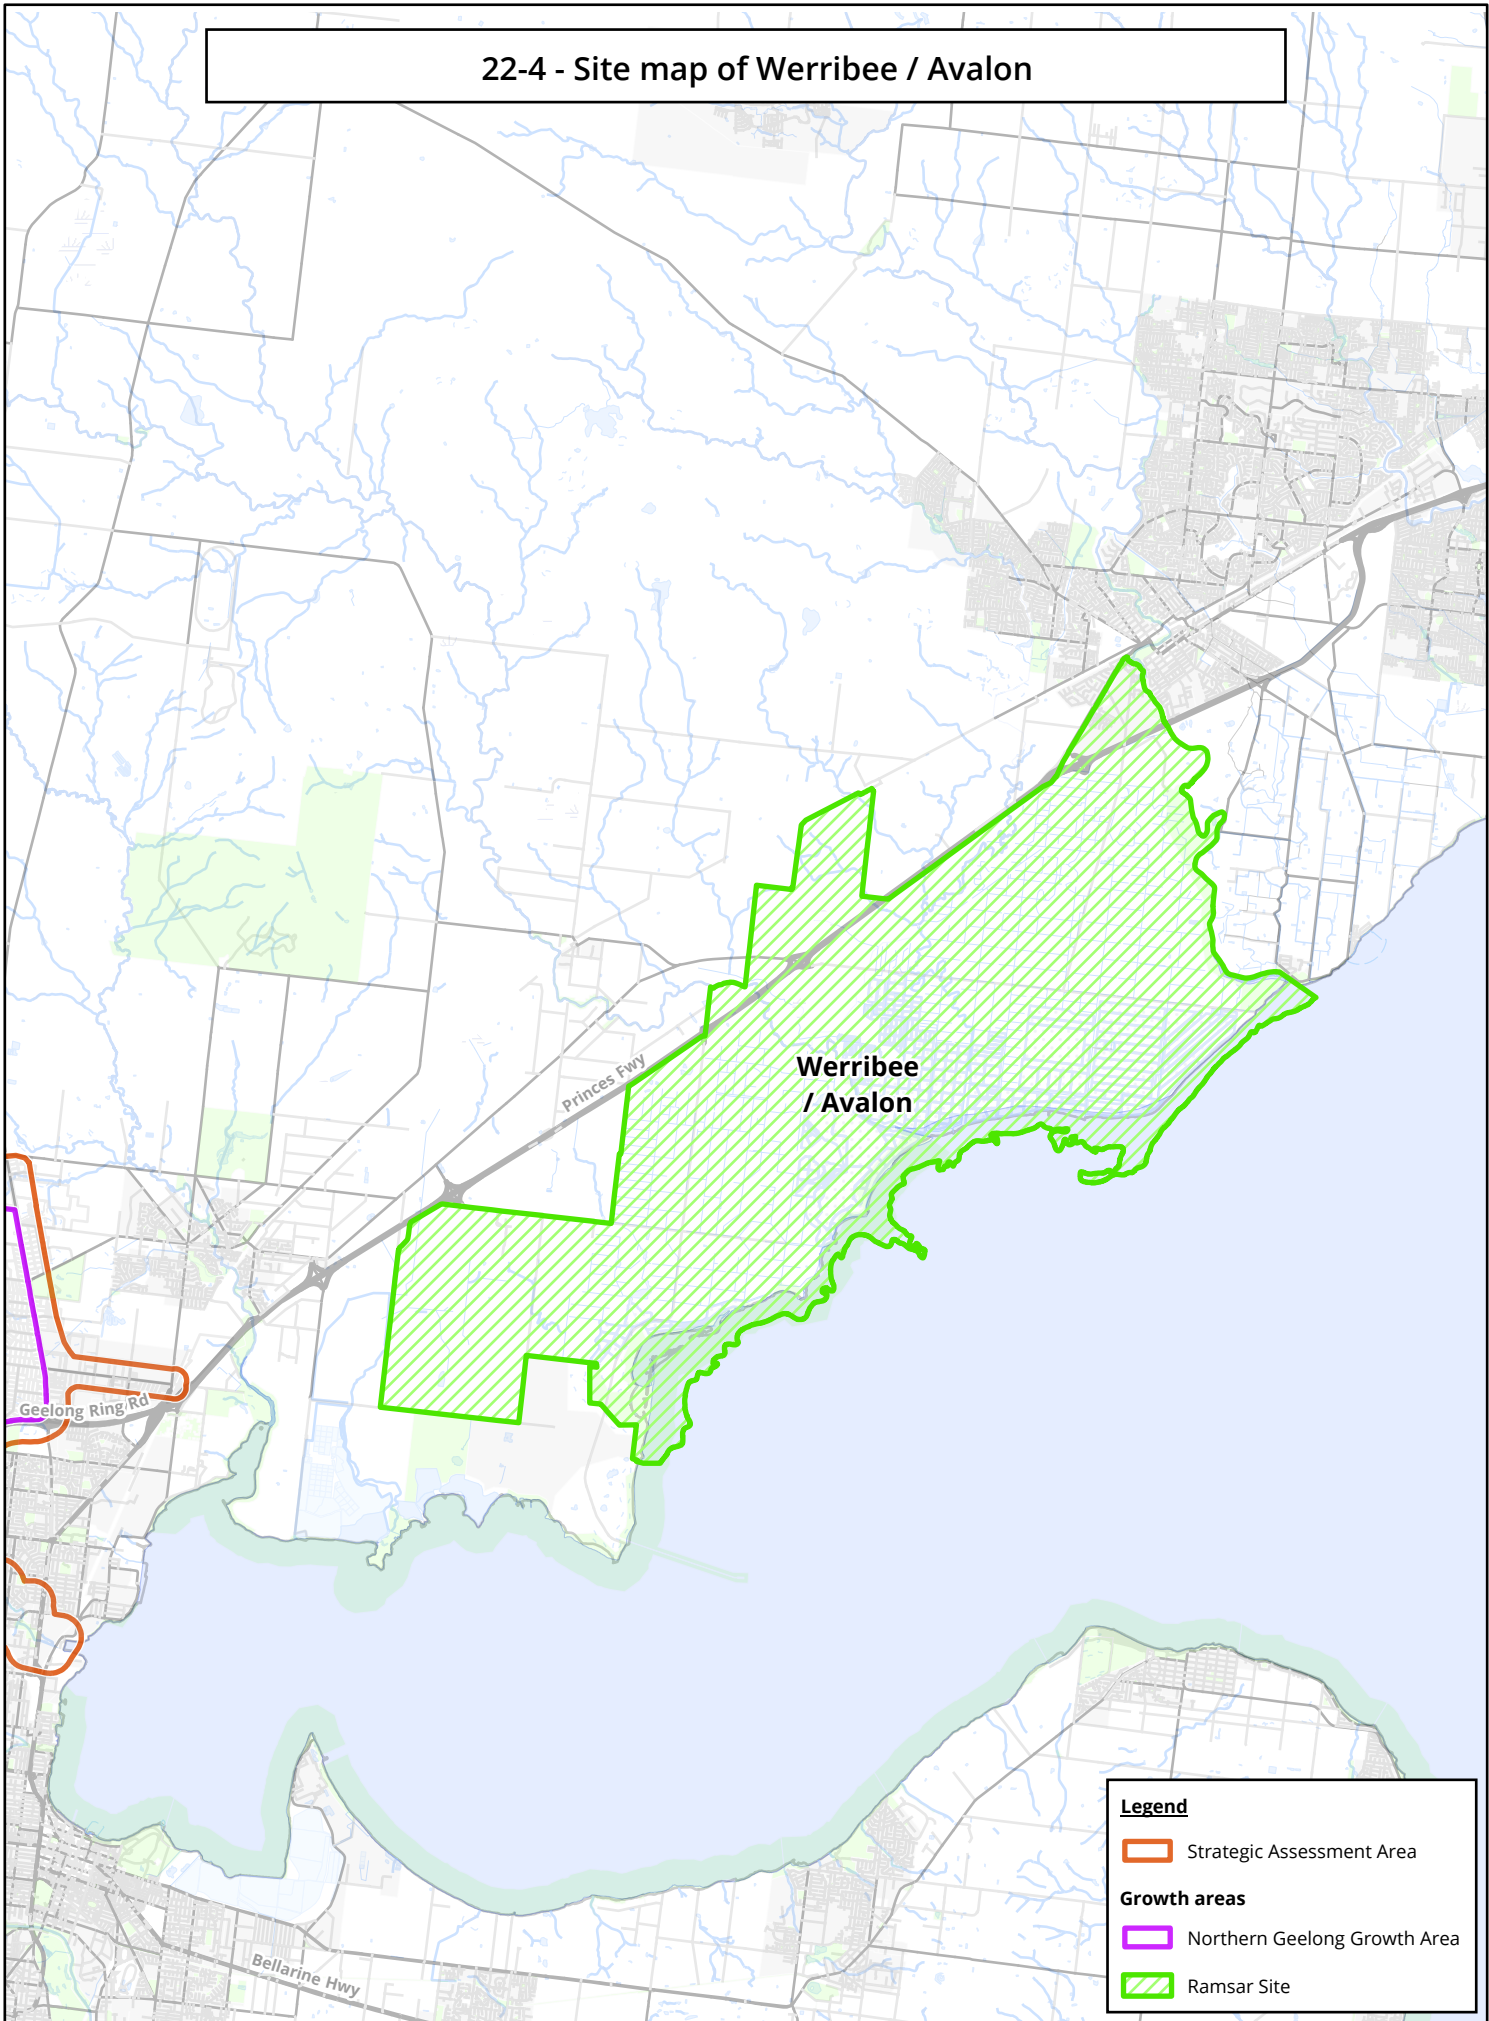 22-4 - Site map of Werribee / Avalon
Princes Fwy
Werribee
/ Avalon
Geelong Ring Rd
Bellarine Hwy
Legend
Strategic Assessment Area
Growth areas
Northern Geelong Growth Area
Ramsar Site